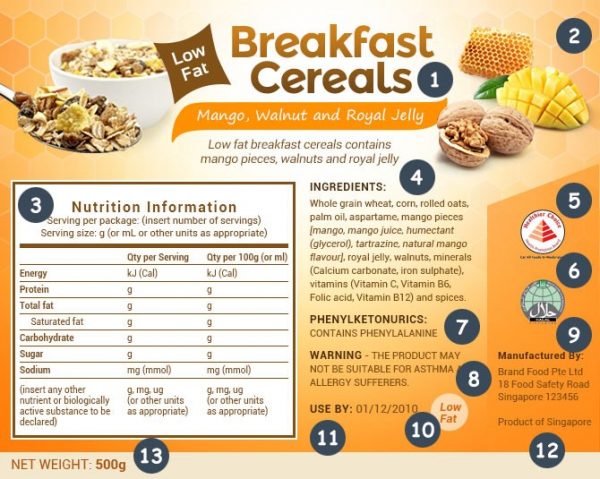 Low
Fat
Breakfast
Cereals
1
2
Mango, Walnut and Royal Jelly
Low fat breakfast cereals contains
mango pieces, walnuts and royal jelly
3
Nutrition Information
Serving per package: (insert number of servings)
Serving size: g (or mL or other units as appropriate)
Qty per Serving Qty per 100g (or ml)
Energy kJ (Cal) kJ (Cal)
Protein g g
Total fat g g
Saturated fat g g
Carbohydrate g g
Sugar g g
Sodium mg (mmol) mg (mmol)
(insert any other g, mg, ug g, mg, ug
nutrient or biologically (or other units (or other units
active substance to be as appropriate) as appropriate)
declared)
4
INGREDIENTS:
Whole grain wheat, corn, rolled oats,
palm oil, aspartame, mango pieces
[mango, mango juice, humectant
(glycerol), tartrazine, natural mango
flavour], royal jelly, walnuts, minerals
(Calcium carbonate, iron sulphate),
vitamins (Vitamin C, Vitamin B6,
Folic acid, Vitamin B12) and spices.
PHENYLKETONURICS: 7
CONTAINS PHENYLALANINE
WARNING - THE PRODUCT MAY
NOT BE SUITABLE FOR ASTHMA
ALLERGY SUFFERERS. 8
USE BY: 01/12/2010
Low
Fat
10
11
5
Healthier Choice
6
حلال
9
Manufactured By:
Brand Food Pte Ltd
18 Food Safety Road
Singapore 123456
Product of Singapore
12
NET WEIGHT: 500g 13